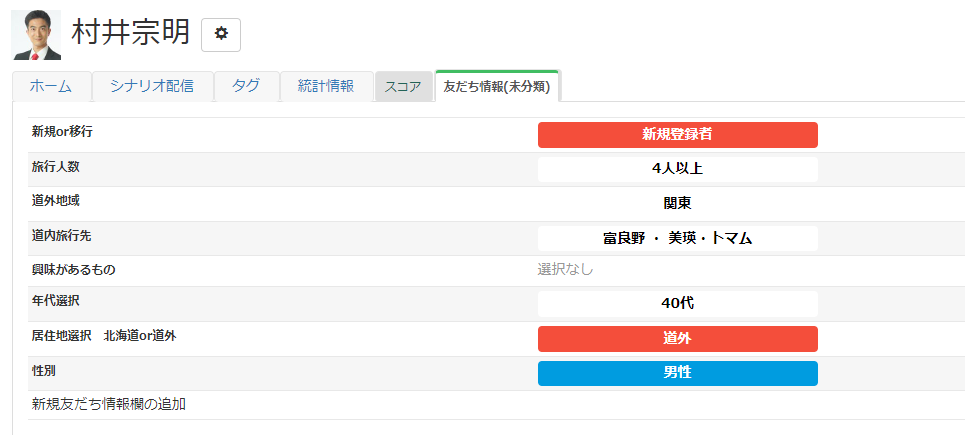 村井宗明
ホーム シナリオ配信 タグ 統計情報 スコア 友だち情報(未分類)
新規or移行 新規登録者
旅行人数 4人以上
道外地域 関東
道内旅行先 富良野 ・ 美瑛・トマム
興味があるもの 選択なし
年代選択 40代
居住地選択　北海道or道外 道外
性別 男性
新規友だち情報欄の追加